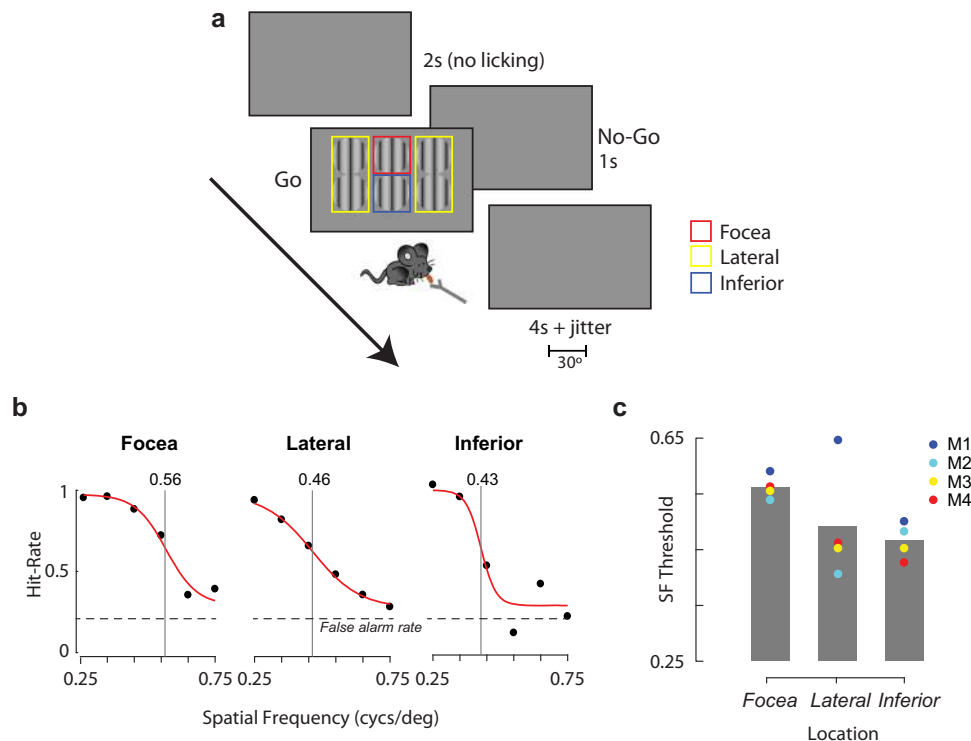 a
2s (no licking)
No-Go
1s
Go
Focea
Lateral
Inferior
4s + jitter
30º
b
Focea
Lateral
Inferior
0.56
0.46
0.43
1
0.5
0
Hit-Rate
False alarm rate
0.25
0.75
0.25
0.75
0.25
0.75
Spatial Frequency (cycs/deg)
c
0.65
0.25
SF Threshold
M1
M2
M3
M4
Focea
Lateral
Inferior
Location